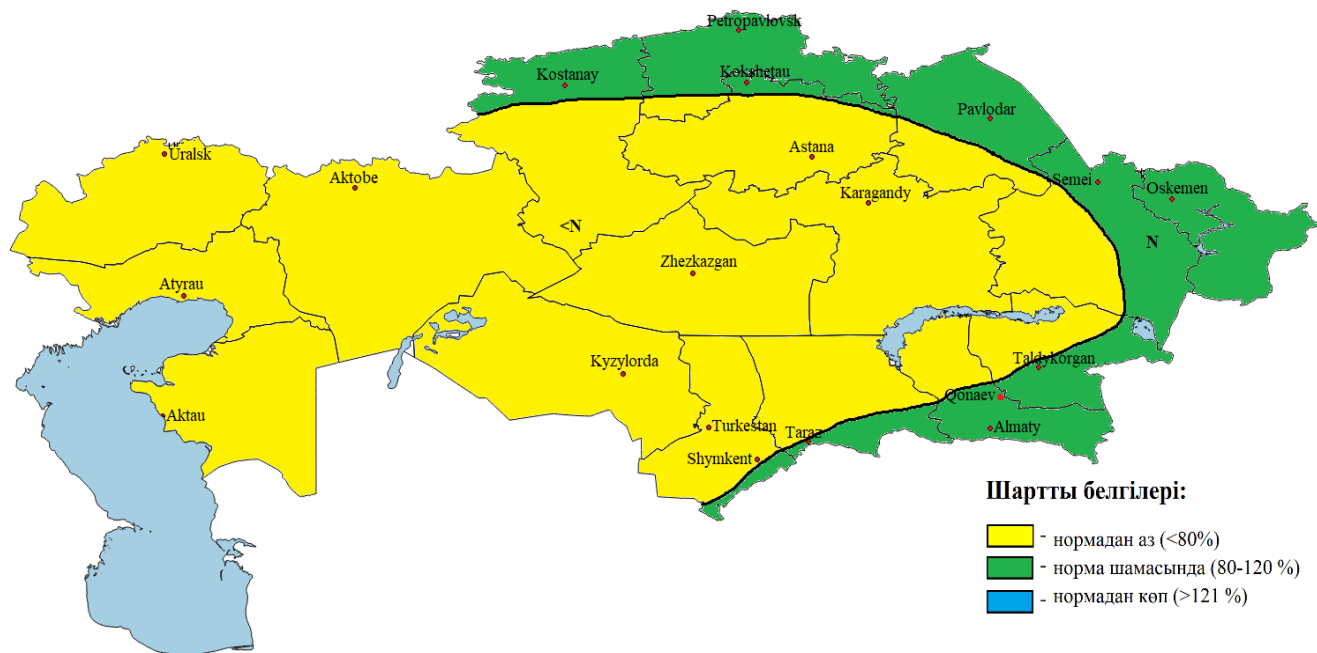 Petropavlovsk
Kostanay
Kokshetau
Pavlodar
Uralsk
Astana
Aktobe
Semei
Oskemen
Karagandy
<N
N
Zhezkazgan
Atyrau
Taldykorgan
Kyzylorda
Qonaev
Aktau
Turkestan
Taraz
Almaty
Shymkent
Шартты белгілері:
- нормадан аз (<80%)
- норма шамасында (80-120 %)
- нормадан көп (>121 %)